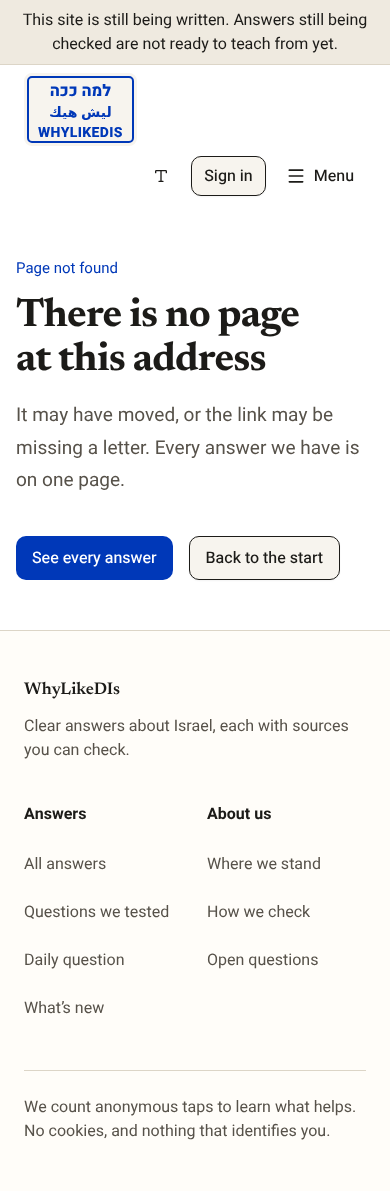 This site is still being written. Answers still being
checked are not ready to teach from yet.
למה ככה
ليش هيك
WHYLIKEDIS
T
Sign in
Menu
Page not found
There is no page
at this address
It may have moved, or the link may be
missing a letter. Every answer we have is
on one page.
See every answer
Back to the start
WhyLikeDIs
Clear answers about Israel, each with sources
you can check.
Answers
About us
All answers
Where we stand
Questions we tested
How we check
Daily question
Open questions
What’s new
We count anonymous taps to learn what helps.
No cookies, and nothing that identifies you.